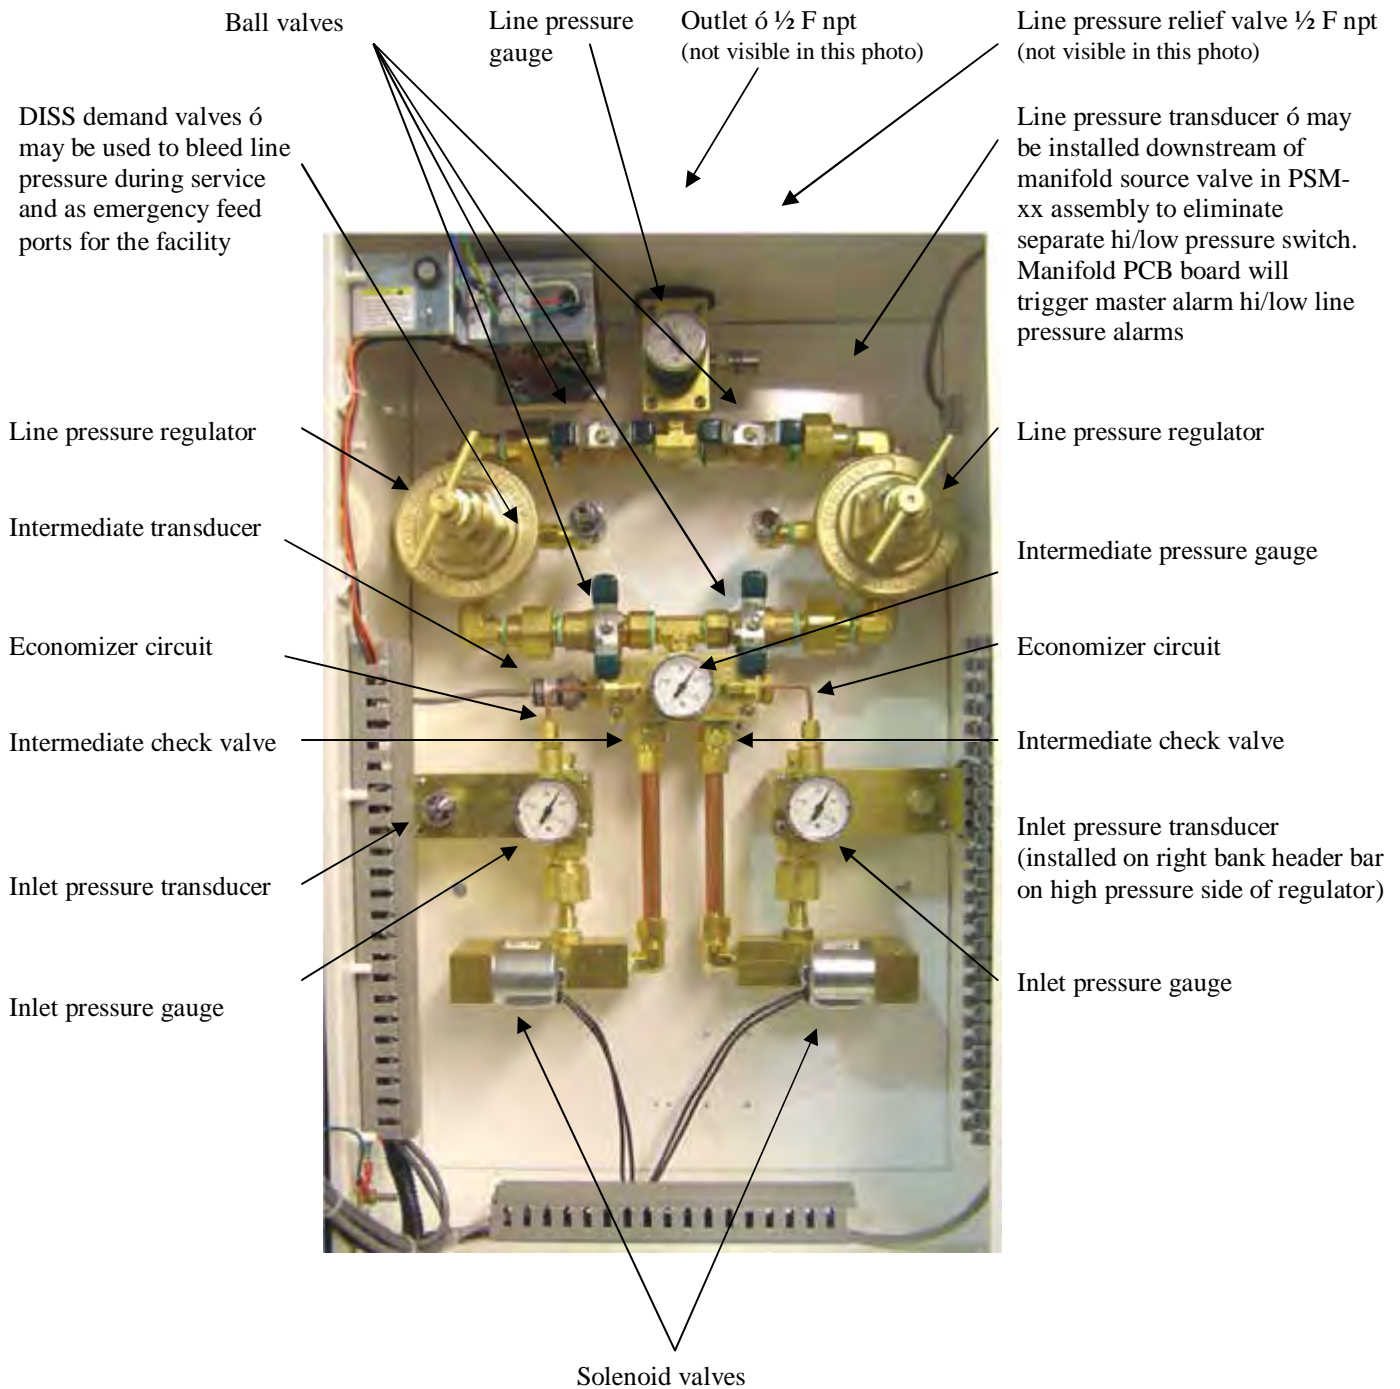 Ball valves
Line pressure
gauge
Outlet ó ½ F npt
(not visible in this photo)
Line pressure relief valve ½ F npt
(not visible in this photo)
DISS demand valves ó
may be used to bleed line
pressure during service
and as emergency feed
ports for the facility
Line pressure transducer ó may
be installed downstream of
manifold source valve in PSM-
xx assembly to eliminate
separate hi/low pressure switch.
Manifold PCB board will
trigger master alarm hi/low line
pressure alarms
Line pressure regulator
Line pressure regulator
Intermediate transducer
Intermediate pressure gauge
Economizer circuit
Economizer circuit
Intermediate check valve
Intermediate check valve
Inlet pressure transducer
Inlet pressure transducer
(installed on right bank header bar
on high pressure side of regulator)
Inlet pressure gauge
Inlet pressure gauge
Solenoid valves